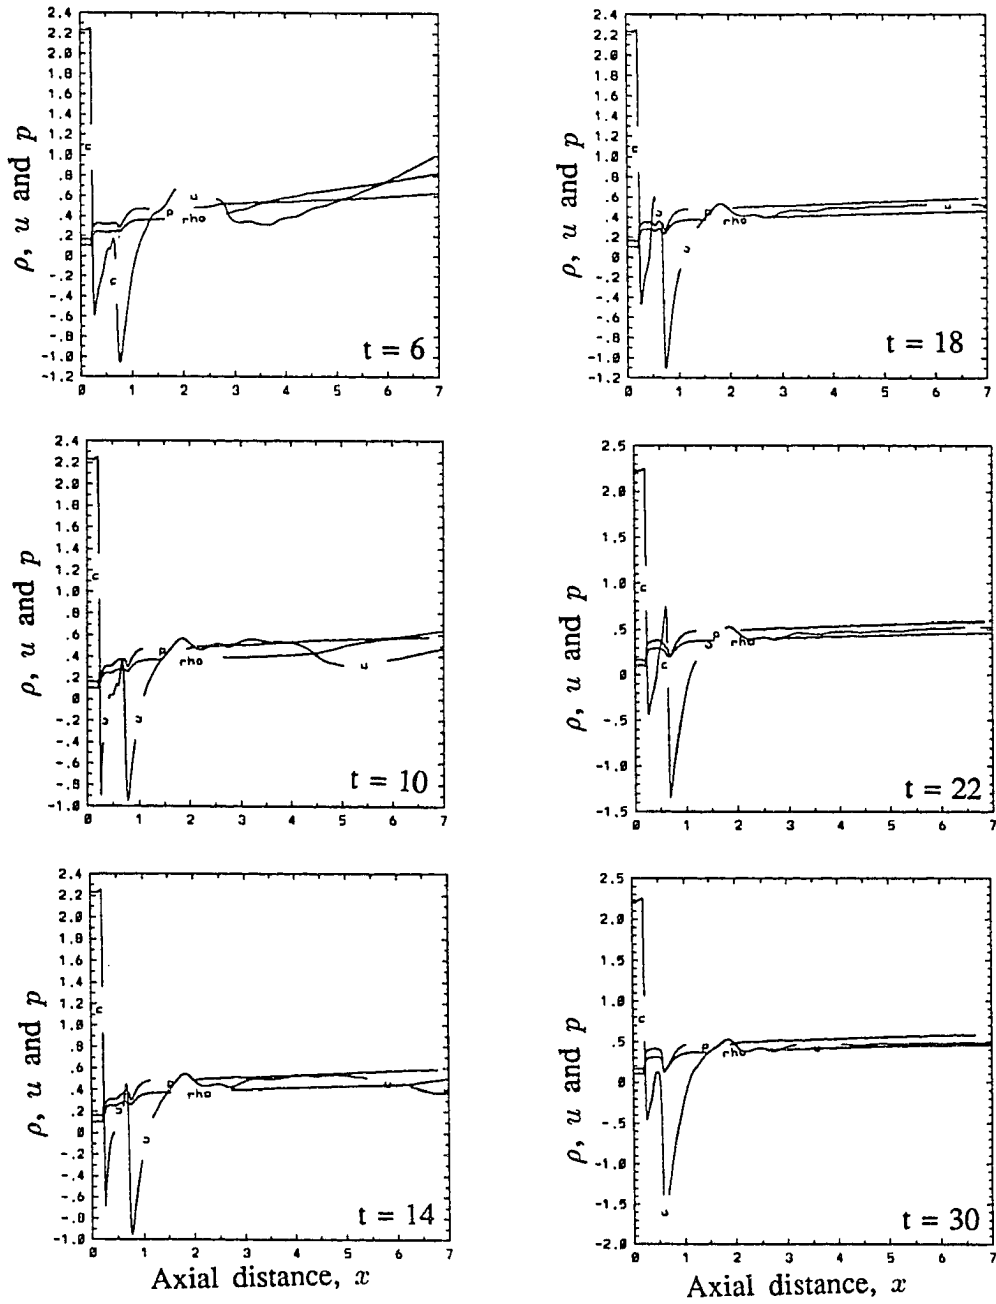 ρ, u and p
2.4
2.2
2.0
1.8
1.6
1.4
1.2
1.0
.8
.6
.4
.2
0
-.2
-.4
-.6
-.8
-1.0
-1.2
u
p
rho
t = 6
0 1 2 3 4 5 6 7
ρ, u and p
2.4
2.2
2.0
1.8
1.6
1.4
1.2
1.0
.8
.6
.4
.2
0
-.2
-.4
-.6
-.8
-1.0
-1.2
p
rho
u
t = 18
0 1 2 3 4 5 6 7
ρ, u and p
2.4
2.2
2.0
1.8
1.6
1.4
1.2
1.0
.8
.6
.4
.2
0
-.2
-.4
-.6
-.8
-1.0
p
rho
u
t = 10
0 1 2 3 4 5 6 7
ρ, u and p
2.5
2.0
1.5
1.0
.5
0
-.5
-1.0
-1.5
p
rho
u
t = 22
0 1 2 3 4 5 6 7
ρ, u and p
2.4
2.2
2.0
1.8
1.6
1.4
1.2
1.0
.8
.6
.4
.2
0
-.2
-.4
-.6
-.8
-1.0
p
rho
u
t = 14
0 1 2 3 4 5 6 7
Axial distance, x
ρ, u and p
2.5
2.0
1.5
1.0
.5
0
-.5
-1.0
-1.5
-2.0
p
rho
u
t = 30
0 1 2 3 4 5 6 7
Axial distance, x